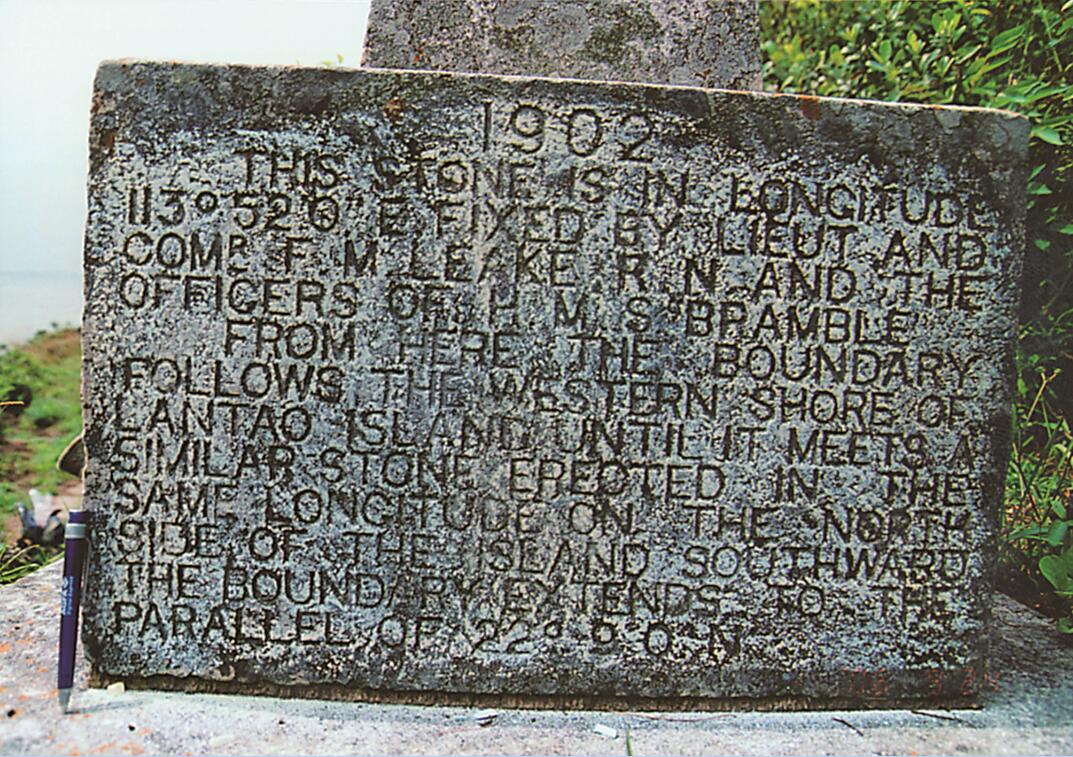 1902
THIS STONE IS IN LONGITUDE
113° 52' 0" E FIXED BY LIEUT AND
COMR. F M LEAKE R N AND THE
OFFICERS OF H M S "BRAMBLE"
FROM HERE THE BOUNDARY
FOLLOWS THE WESTERN SHORE OF
LANTAO ISLAND UNTIL IT MEETS A
SIMILAR STONE ERECTED IN THE
SAME LONGITUDE ON THE NORTH
SIDE OF THE ISLAND SOUTHWARD
THE BOUNDARY EXTENDS TO THE
PARALLEL OF 22° 9' 0" N